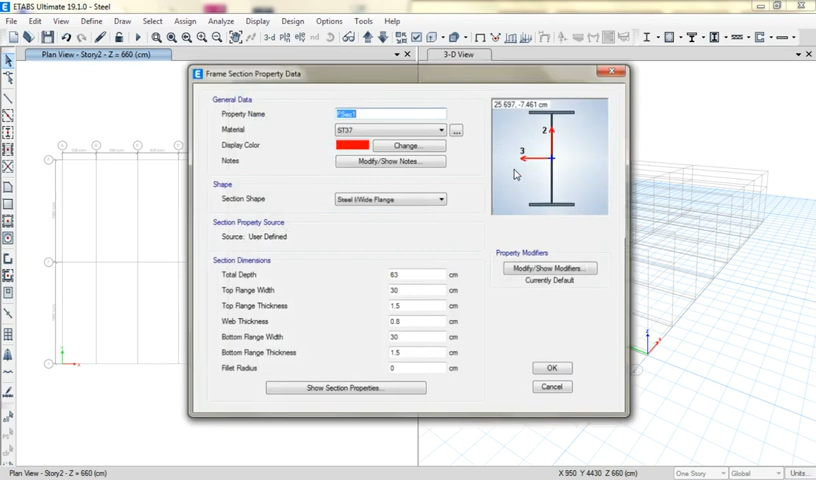 ETABS Ultimate 19.1.0 - Steel
File Edit View Define Draw Select Assign Analyze Display Design Options Tools Help
Plan View - Story2 - Z = 660 (cm)
3-D View
Frame Section Property Data
General Data
Property Name
Material ST37 ...
Display Color Change...
Notes Modify/Show Notes...
Shape
Section Shape Steel I/Wide Flange
Section Property Source
Source: User Defined
Section Dimensions
Total Depth 63 cm
Top Flange Width 30 cm
Top Flange Thickness 1.5 cm
Web Thickness 0.8 cm
Bottom Flange Width 30 cm
Bottom Flange Thickness 1.5 cm
Fillet Radius 0 cm
Show Section Properties...
25.697, -7.461 cm
2
3
Property Modifiers
Modify/Show Modifiers...
Currently Default
OK
Cancel
Plan View - Story2 - Z = 660 (cm)
X 950 Y 4430 Z 660 (cm)
One Story Global Units...